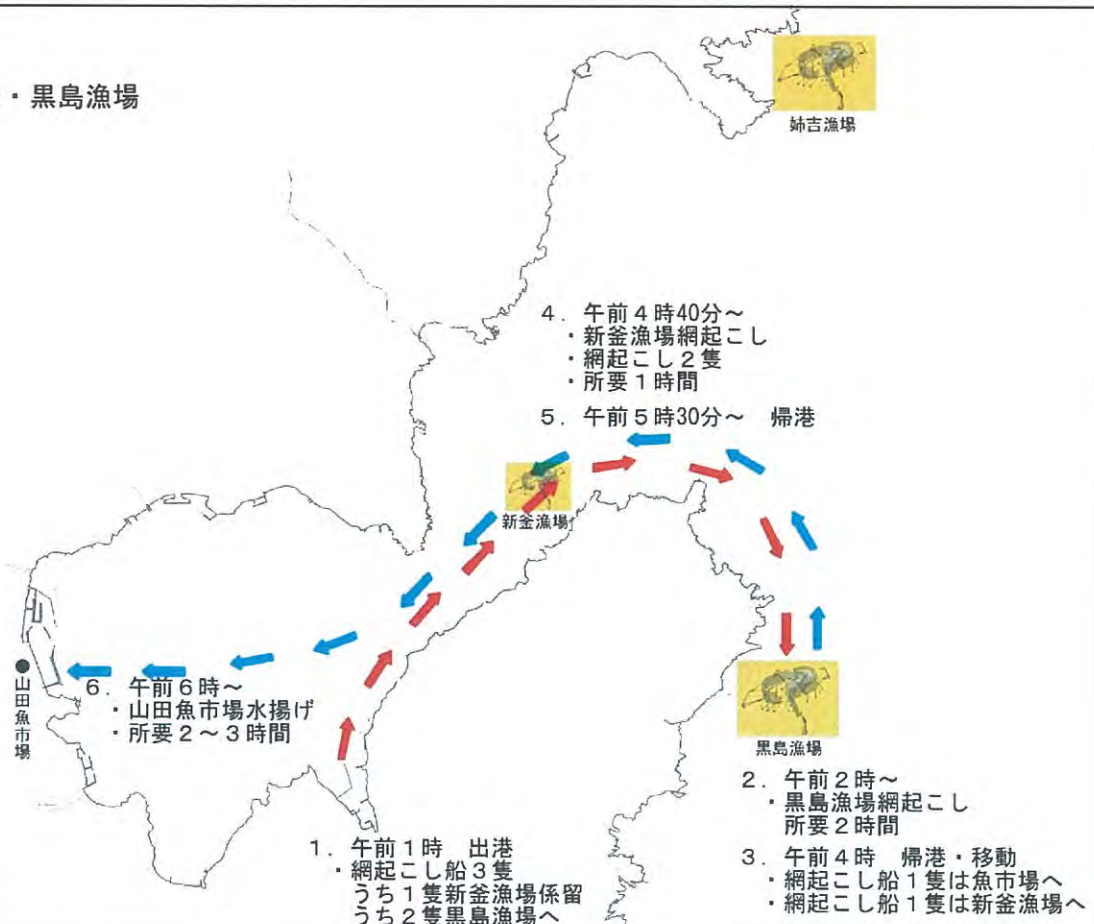 ・黒島漁場
姉吉漁場
4．午前4時40分～
・新釜漁場網起こし
・網起こし2隻
・所要1時間
5．午前5時30分～　帰港
新釜漁場
山田魚市場
6．午前6時～
・山田魚市場水揚げ
・所要2～3時間
黒島漁場
1．午前1時　出港
・網起こし船3隻
うち1隻新釜漁場係留
うち2隻黒島漁場へ
2．午前2時～
・黒島漁場網起こし
所要2時間
3．午前4時　帰港・移動
・網起こし船1隻は魚市場へ
・網起こし船1隻は新釜漁場へ